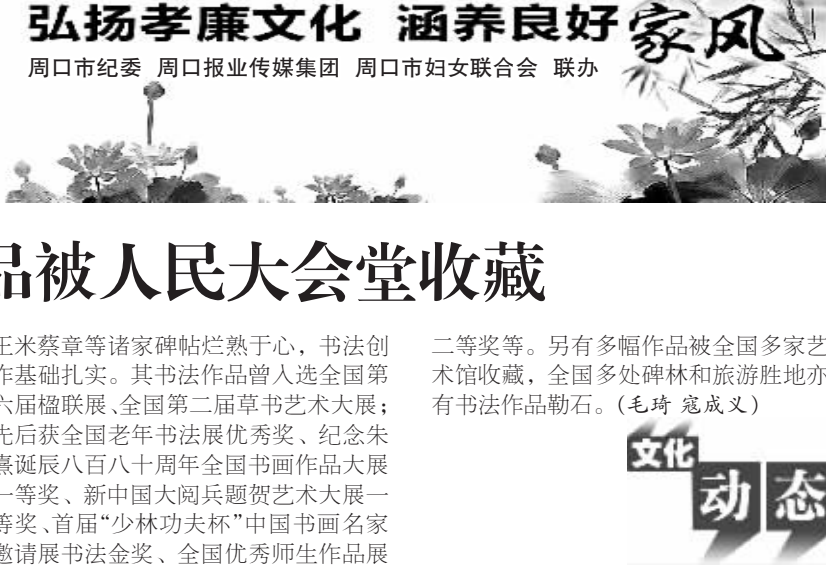 弘扬孝廉文化 涵养良好家风
周口市纪委 周口报业传媒集团 周口市妇女联合会 联办
品被人民大会堂收藏
王米蔡章等诸家碑帖烂熟于心，书法创
作基础扎实。其书法作品曾入选全国第
六届楹联展、全国第二届草书艺术大展；
先后获全国老年书法展优秀奖、纪念朱
熹诞辰八百八十周年全国书画作品大展
一等奖、新中国大阅兵题贺艺术大展一
等奖、首届“少林功夫杯”中国书画名家
邀请展书法金奖、全国优秀师生作品展
二等奖等。另有多幅作品被全国多家艺
术馆收藏，全国多处碑林和旅游胜地亦
有书法作品勒石。(毛琦 寇成义)
文化
动态